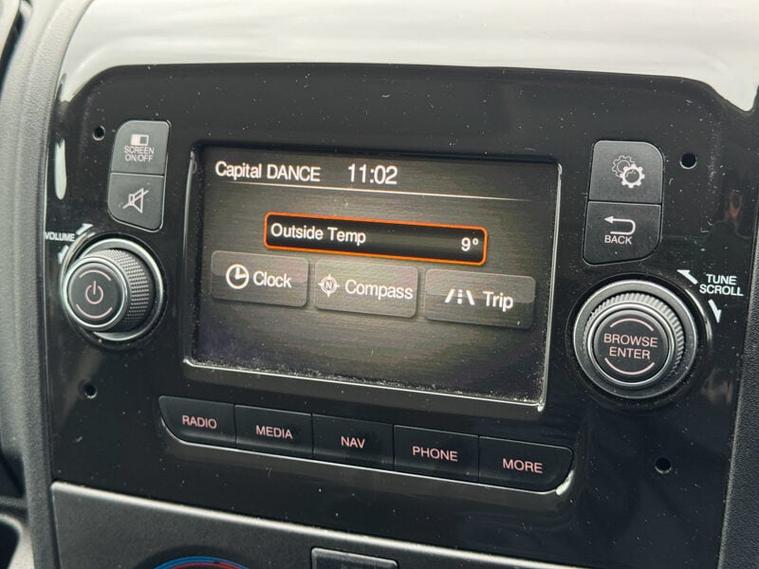 SCREEN
ON/OFF
VOLUME
Capital DANCE 11:02
Outside Temp 9°
Clock
N
Compass
Trip
BACK
TUNE
SCROLL
BROWSE
ENTER
RADIO
MEDIA
NAV
PHONE
MORE